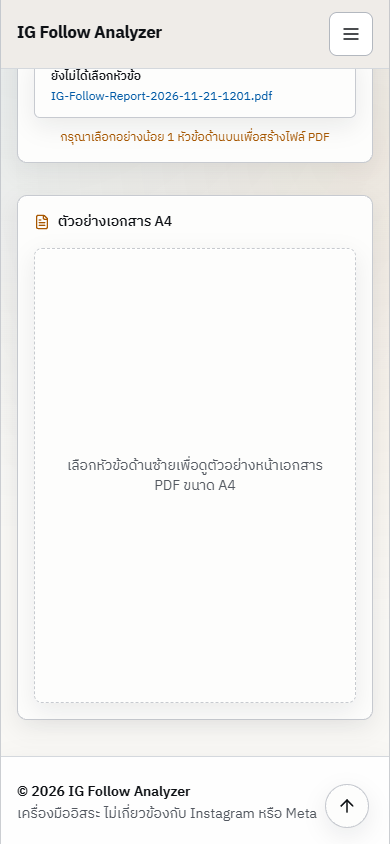 IG Follow Analyzer
ยังไม่ได้เลือกหัวข้อ
IG-Follow-Report-2026-11-21-1201.pdf
กรุณาเลือกอย่างน้อย 1 หัวข้อด้านบนเพื่อสร้างไฟล์ PDF
ตัวอย่างเอกสาร A4
เลือกหัวข้อด้านซ้ายเพื่อดูตัวอย่างหน้าเอกสาร
PDF ขนาด A4
© 2026 IG Follow Analyzer
เครื่องมืออิสระ ไม่เกี่ยวข้องกับ Instagram หรือ Meta